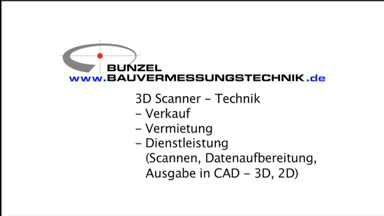 BUNZEL
www.BAUVERMESSUNGSTECHNIK.de
3D Scanner - Technik
- Verkauf
- Vermietung
- Dienstleistung
(Scannen, Datenaufbereitung,
Ausgabe in CAD - 3D, 2D)